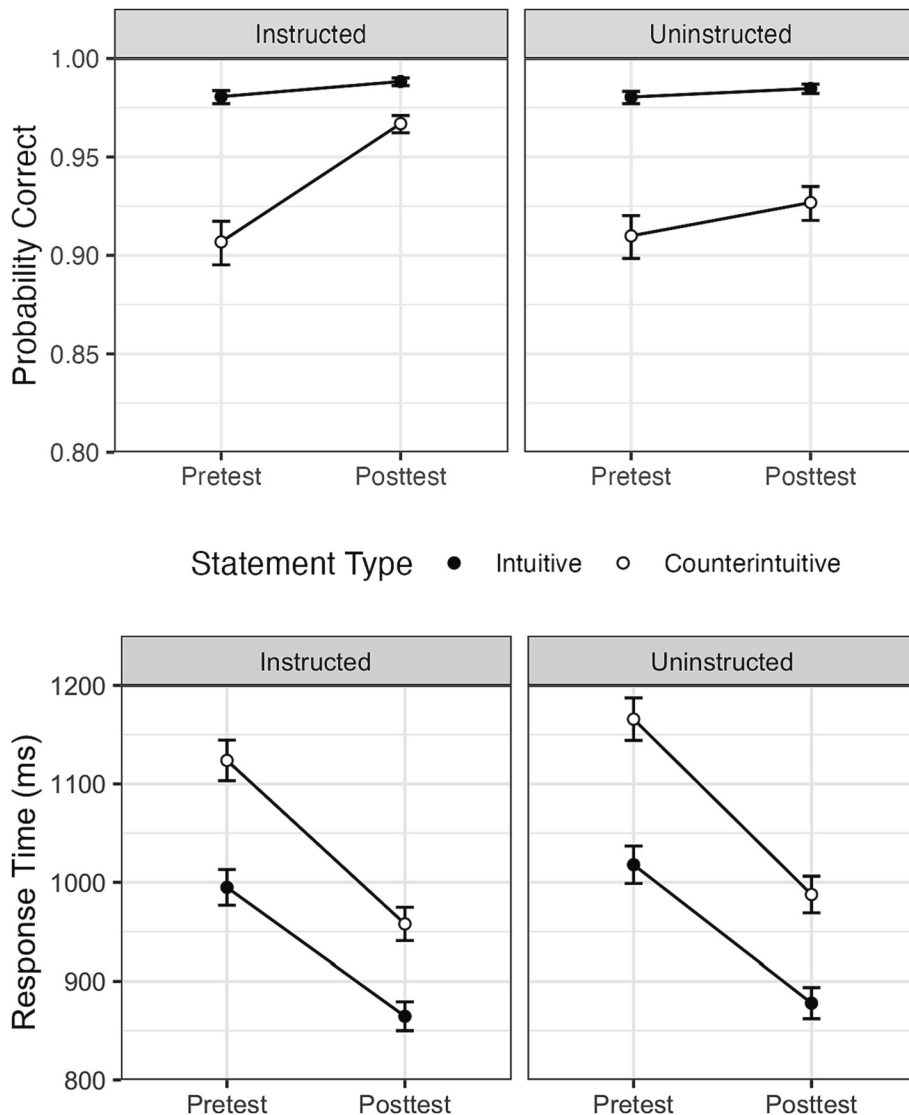 Instructed Uninstructed
Probability Correct
1.00
0.95
0.90
0.85
0.80
Pretest Posttest Pretest Posttest
Statement Type Intuitive Counterintuitive
Instructed Uninstructed
Response Time (ms)
1200
1100
1000
900
800
Pretest Posttest Pretest Posttest